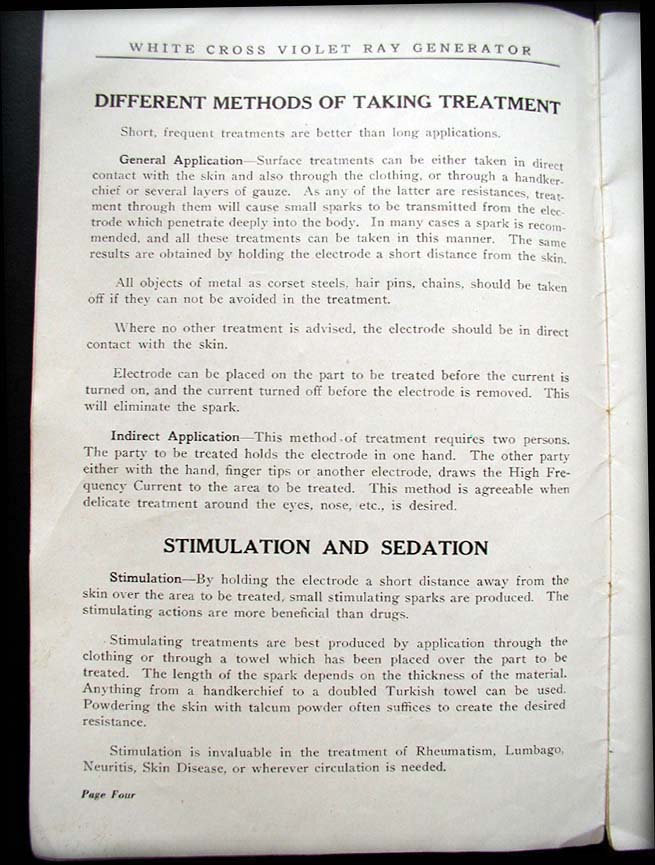 WHITE CROSS VIOLET RAY GENERATOR
DIFFERENT METHODS OF TAKING TREATMENT
Short, frequent treatments are better than long applications.
General Application—Surface treatments can be either taken in direct
contact with the skin and also through the clothing, or through a handker-
chief or several layers of gauze. As any of the latter are resistances, treat-
ment through them will cause small sparks to be transmitted from the elec-
trode which penetrate deeply into the body. In many cases a spark is recom-
mended, and all these treatments can be taken in this manner. The same
results are obtained by holding the electrode a short distance from the skin.
All objects of metal as corset steels, hair pins, chains, should be taken
off if they can not be avoided in the treatment.
Where no other treatment is advised, the electrode should be in direct
contact with the skin.
Electrode can be placed on the part to be treated before the current is
turned on, and the current turned off before the electrode is removed. This
will eliminate the spark.
Indirect Application—This method of treatment requires two persons.
The party to be treated holds the electrode in one hand. The other party
either with the hand, finger tips or another electrode, draws the High Fre-
quency Current to the area to be treated. This method is agreeable when
delicate treatment around the eyes, nose, etc., is desired.
STIMULATION AND SEDATION
Stimulation—By holding the electrode a short distance away from the
skin over the area to be treated, small stimulating sparks are produced. The
stimulating actions are more beneficial than drugs.
Stimulating treatments are best produced by application through the
clothing or through a towel which has been placed over the part to be
treated. The length of the spark depends on the thickness of the material.
Anything from a handkerchief to a doubled Turkish towel can be used.
Powdering the skin with talcum powder often suffices to create the desired
resistance.
Stimulation is invaluable in the treatment of Rheumatism, Lumbago,
Neuritis, Skin Disease, or wherever circulation is needed.
Page Four